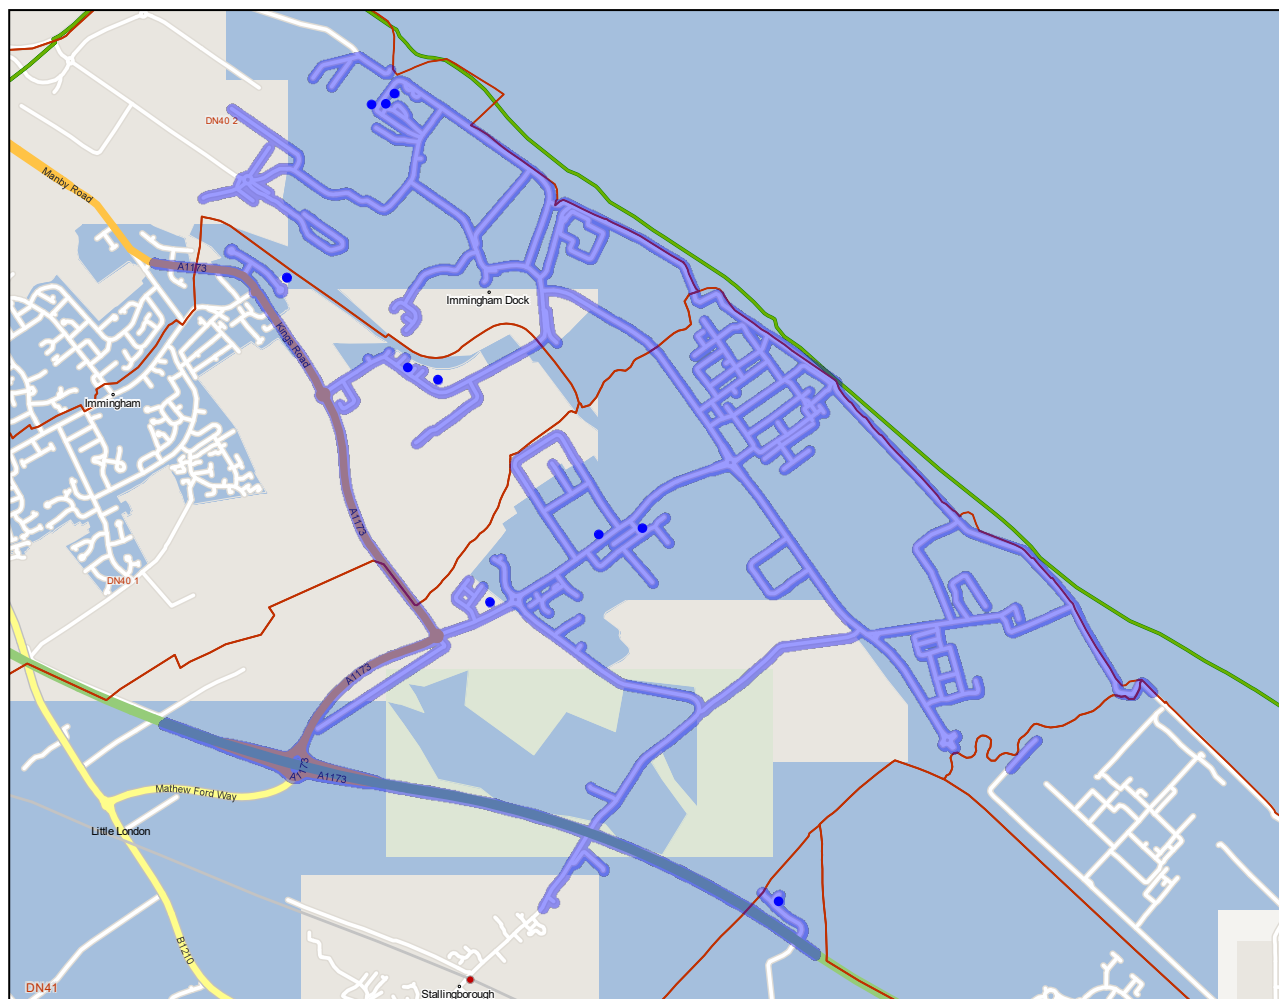 DN40 2
Manby Road
A1173
Immingham Dock
Kings Road
Immingham
A1173
DN40 1
A1173
A1173
A1173
Mathew Ford Way
Little London
B1210
DN41
Stallingborough